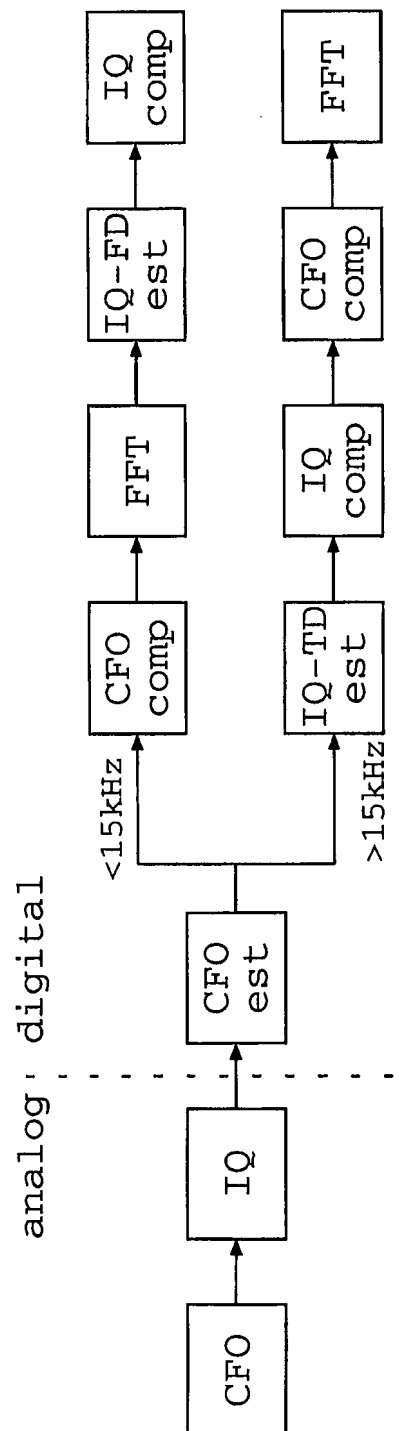 analog digital
CFO
IQ
CFO
est
<15kHz
CFO
comp
FFT
IQ-FD
est
IQ
comp
>15kHz
IQ-TD
est
IQ
comp
CFO
comp
FFT